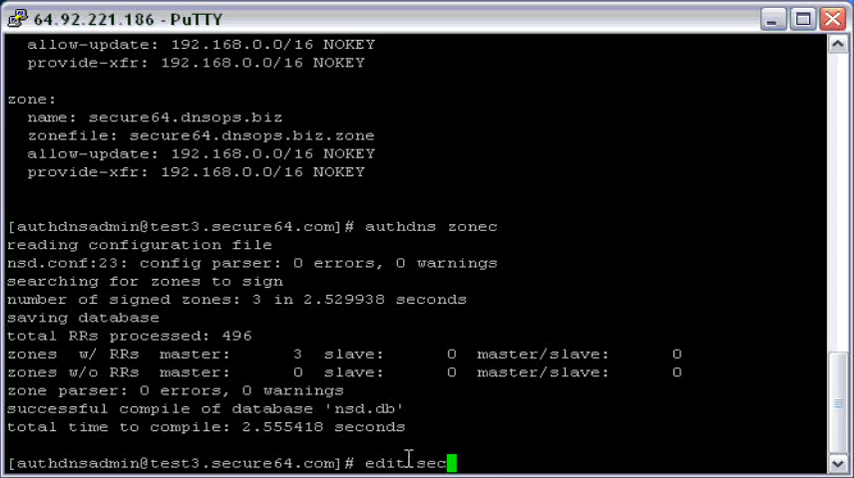 64.92.221.186 - PuTTY
allow-update: 192.168.0.0/16 NOKEY
provide-xfr: 192.168.0.0/16 NOKEY
zone:
name: secure64.dnsops.biz
zonefile: secure64.dnsops.biz.zone
allow-update: 192.168.0.0/16 NOKEY
provide-xfr: 192.168.0.0/16 NOKEY
[authdnsadmin@test3.secure64.com]# authdns zonec
reading configuration file
nsd.conf:23: config parser: 0 errors, 0 warnings
searching for zones to sign
number of signed zones: 3 in 2.529938 seconds
saving database
total RRs processed: 496
zones w/ RRs master: 3 slave: 0 master/slave: 0
zones w/o RRs master: 0 slave: 0 master/slave: 0
zone parser: 0 errors, 0 warnings
successful compile of database 'nsd.db'
total time to compile: 2.555418 seconds
[authdnsadmin@test3.secure64.com]# edit sec